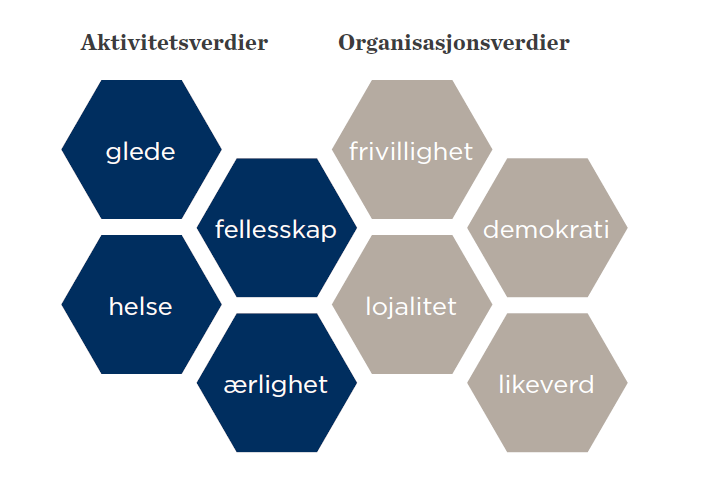 Aktivitetsverdier
Organisasjonsverdier
glede
fellesskap
helse
ærlighet
frivillighet
demokrati
lojalitet
likeverd